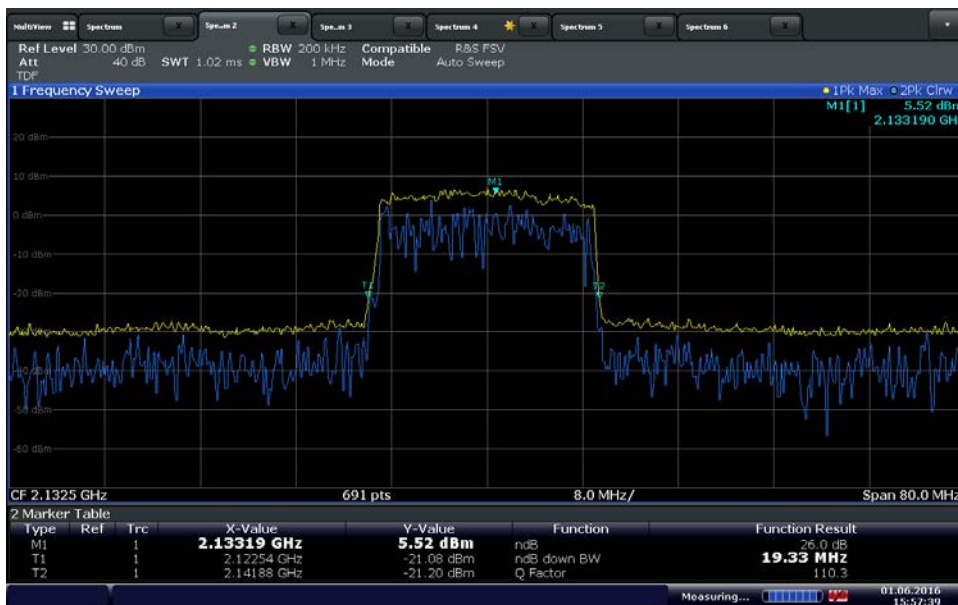 MultiView Spectrum X Spe...m 2 X Spe...m 3 X Spectrum 4 X Spectrum 5 X Spectrum 6 X
Ref Level 30.00 dBm RBW 200 kHz Compatible R&S FSV
Att 40 dB SWT 1.02 ms VBW 1 MHz Mode Auto Sweep
TDF
1 Frequency Sweep 1Pk Max 2Pk Clrw
M1[1] 5.52 dBm
2.133190 GH
20 dBm
10 dBm
M1
0 dBm
-10 dBm
-20 dBm
T2
-50 dBm
-60 dBm
CF 2.1325 GHz 691 pts 8.0 MHz/ Span 80.0 MHz
2 Marker Table
Type Ref Trc X-Value Y-Value Function Function Result
M1 1 2.13319 GHz 5.52 dBm ndB 26.0 dB
T1 1 2.12254 GHz -21.08 dBm ndB down BW 19.33 MHz
T2 1 2.14188 GHz -21.20 dBm Q Factor 110.3
Measuring... 01.06.2016
15:57:39